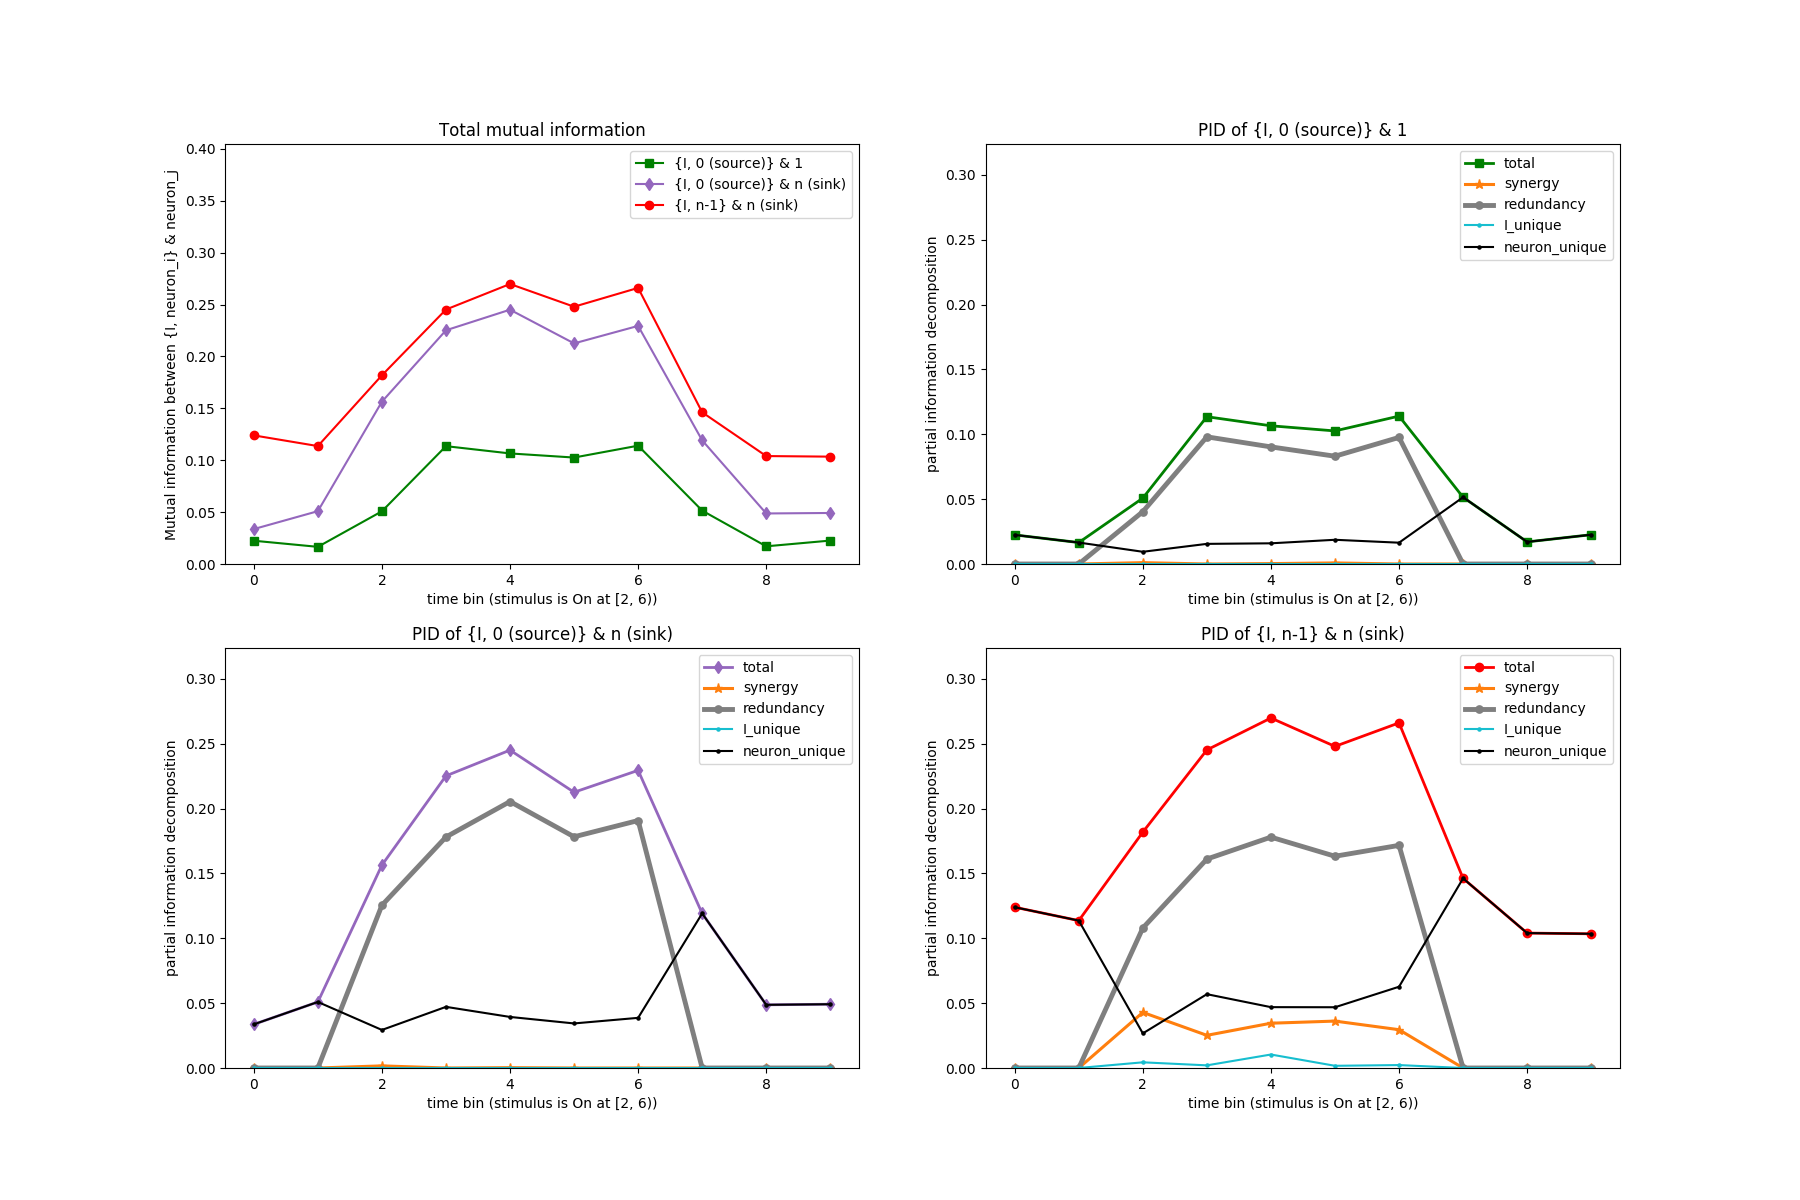 Total mutual information
Mutual information between {I, neuron_i} & neuron_j
0.40
0.35
0.30
0.25
0.20
0.15
0.10
0.05
0.00
{I, 0 (source)} & 1
{I, 0 (source)} & n (sink)
{I, n-1} & n (sink)
0 2 4 6 8
time bin (stimulus is On at [2, 6))
PID of {I, 0 (source)} & 1
partial information decomposition
0.30
0.25
0.20
0.15
0.10
0.05
0.00
total
synergy
redundancy
I_unique
neuron_unique
0 2 4 6 8
time bin (stimulus is On at [2, 6))
PID of {I, 0 (source)} & n (sink)
partial information decomposition
0.30
0.25
0.20
0.15
0.10
0.05
0.00
total
synergy
redundancy
I_unique
neuron_unique
0 2 4 6 8
time bin (stimulus is On at [2, 6))
PID of {I, n-1} & n (sink)
partial information decomposition
0.30
0.25
0.20
0.15
0.10
0.05
0.00
total
synergy
redundancy
I_unique
neuron_unique
0 2 4 6 8
time bin (stimulus is On at [2, 6))